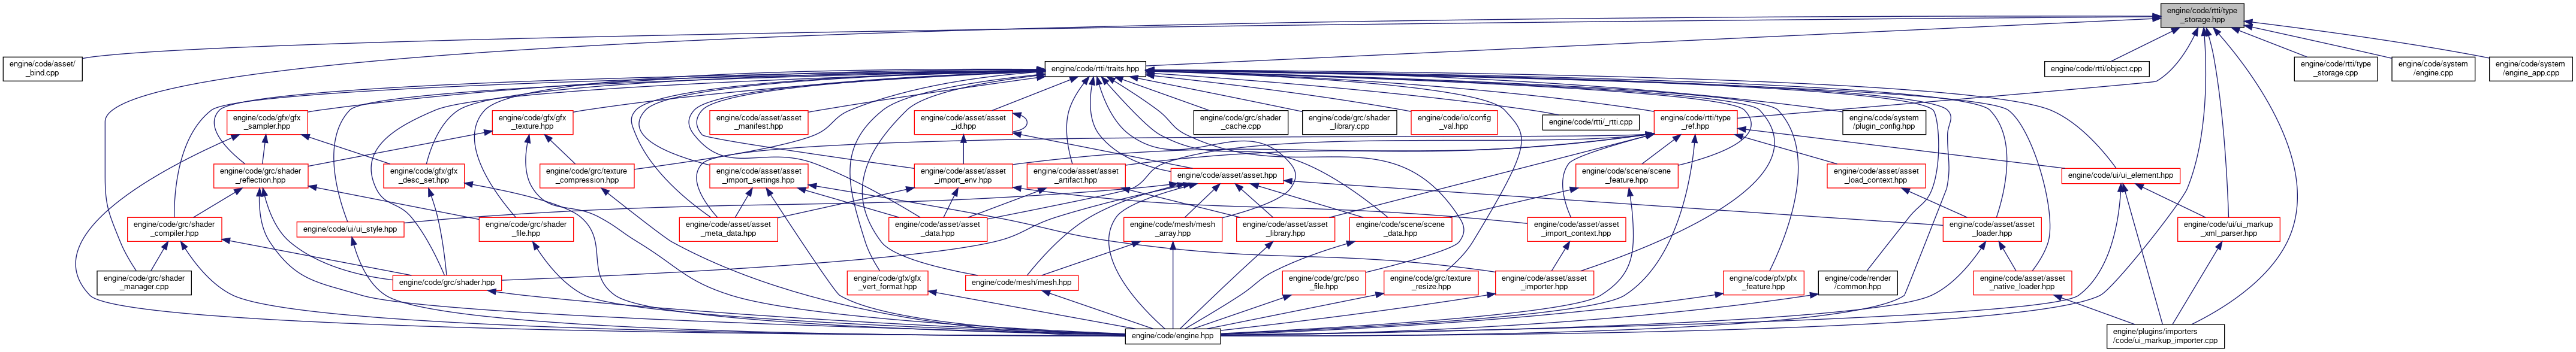 engine/code/rtti/type
_storage.hpp
engine/code/asset/
_bind.cpp
engine/code/rtti/traits.hpp
engine/code/rtti/object.cpp
engine/code/rtti/type
_storage.cpp
engine/code/system
/engine.cpp
engine/code/system
/engine_app.cpp
engine/code/gfx/gfx
_sampler.hpp
engine/code/gfx/gfx
_texture.hpp
engine/code/asset/asset
_manifest.hpp
engine/code/asset/asset
_id.hpp
engine/code/grc/shader
_cache.cpp
engine/code/grc/shader
_library.cpp
engine/code/io/config
_val.hpp
engine/code/rtti/_rtti.cpp
engine/code/rtti/type
_ref.hpp
engine/code/system
/plugin_config.hpp
engine/code/grc/shader
_reflection.hpp
engine/code/gfx/gfx
_desc_set.hpp
engine/code/grc/texture
_compression.hpp
engine/code/asset/asset
_import_settings.hpp
engine/code/asset/asset
_import_env.hpp
engine/code/asset/asset
_artifact.hpp
engine/code/asset/asset.hpp
engine/code/scene/scene
_feature.hpp
engine/code/asset/asset
_load_context.hpp
engine/code/ui/ui_element.hpp
engine/code/grc/shader
_compiler.hpp
engine/code/ui/ui_style.hpp
engine/code/grc/shader
_file.hpp
engine/code/asset/asset
_meta_data.hpp
engine/code/asset/asset
_data.hpp
engine/code/mesh/mesh
_array.hpp
engine/code/asset/asset
_library.hpp
engine/code/scene/scene
_data.hpp
engine/code/asset/asset
_import_context.hpp
engine/code/asset/asset
_loader.hpp
engine/code/ui/ui_markup
_xml_parser.hpp
engine/code/grc/shader
_manager.cpp
engine/code/grc/shader.hpp
engine/code/gfx/gfx
_vert_format.hpp
engine/code/mesh/mesh.hpp
engine/code/grc/pso
_file.hpp
engine/code/grc/texture
_resize.hpp
engine/code/asset/asset
_importer.hpp
engine/code/pfx/pfx
_feature.hpp
engine/code/render
/common.hpp
engine/code/asset/asset
_native_loader.hpp
engine/code/engine.hpp
engine/plugins/importers
/code/ui_markup_importer.cpp